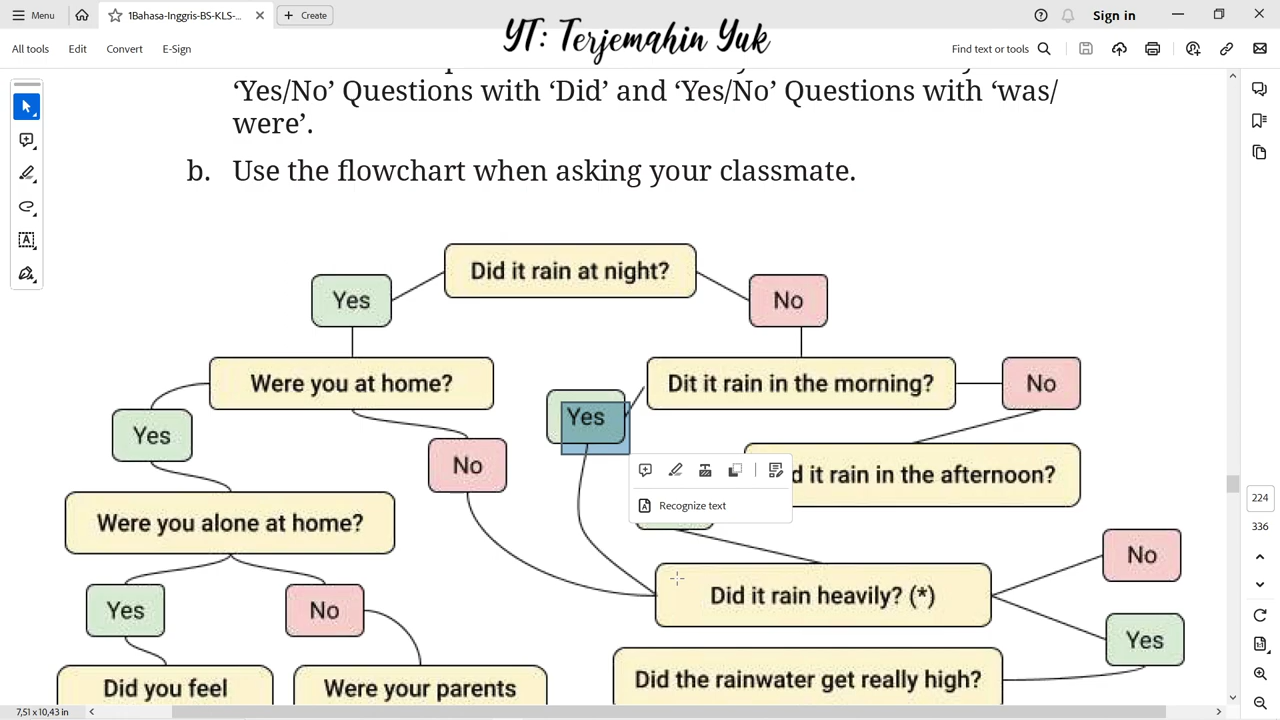 Menu
1Bahasa-Inggris-BS-KLS-...
Create
YT: Terjemahin Yuk
Sign in
All tools
Edit
Convert
E-Sign
Find text or tools
‘Yes/No’ Questions with ‘Did’ and ‘Yes/No’ Questions with ‘was/
were’.
b. Use the flowchart when asking your classmate.
Did it rain at night?
Yes
No
Were you at home?
Dit it rain in the morning?
No
Yes
Yes
No
d it rain in the afternoon?
Recognize text
Were you alone at home?
No
Did it rain heavily? (*)
Yes
No
Yes
Did you feel
Were your parents
Did the rainwater get really high?
224
336
7,51 x 10,43 in